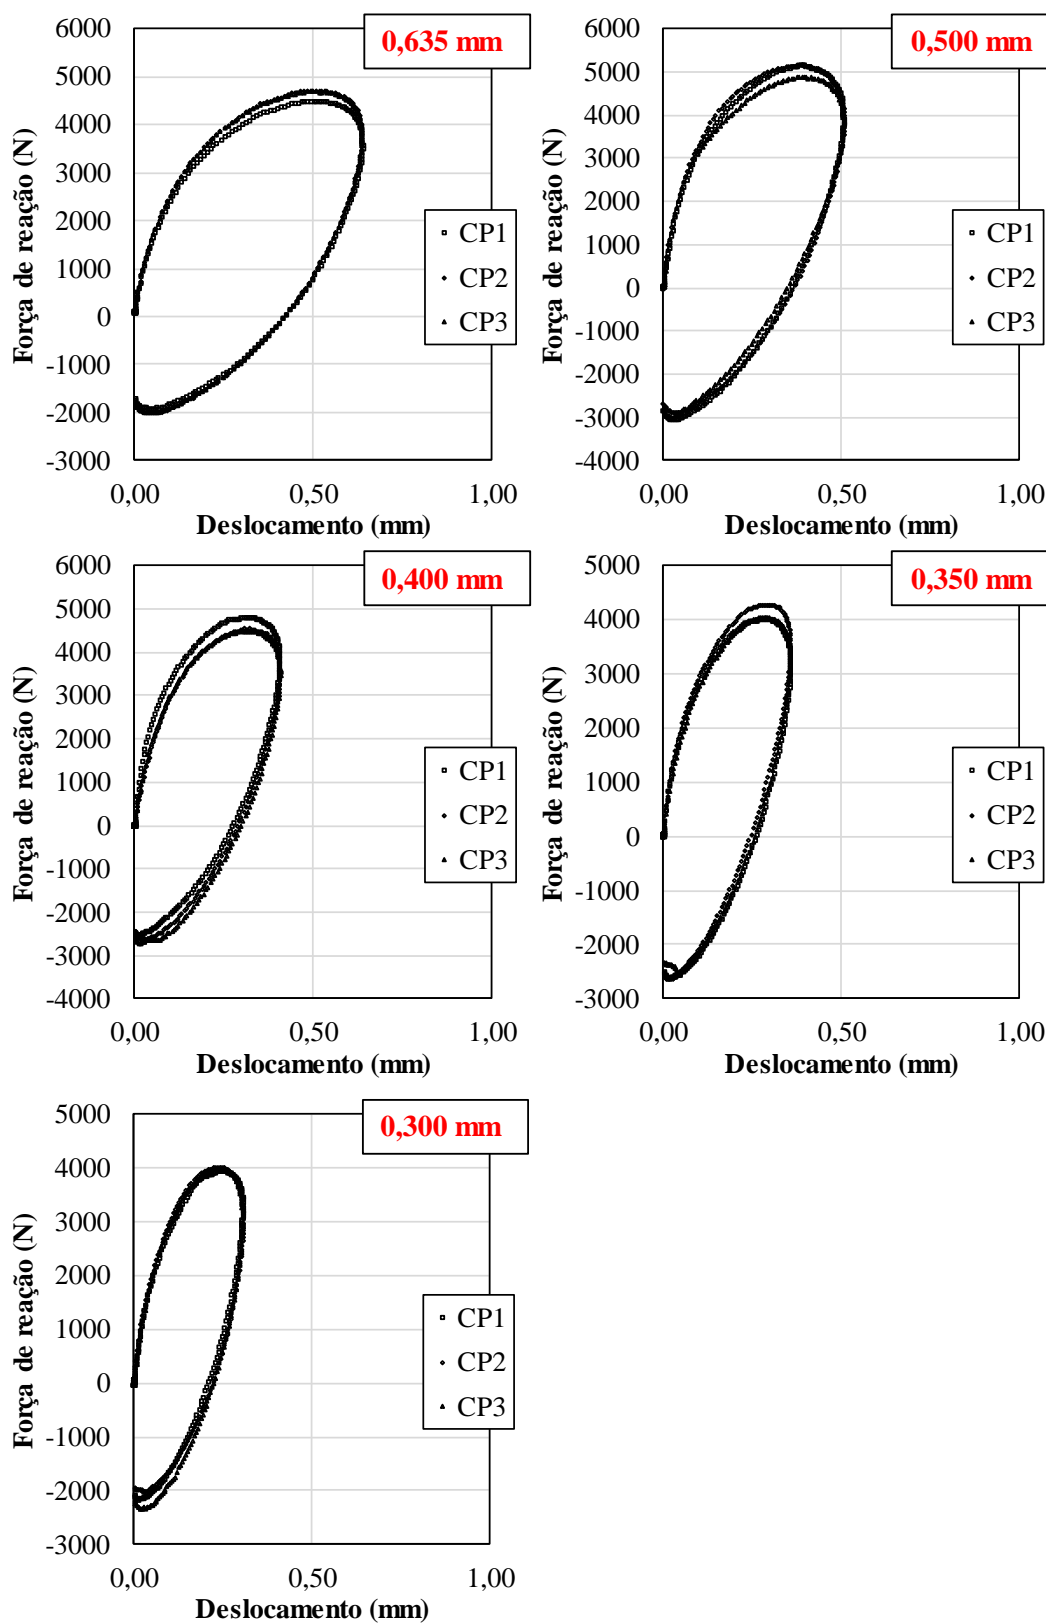 0,635 mm
6000
5000
4000
3000
2000
1000
0
-1000
-2000
-3000
Força de reação (N)
CP1
CP2
CP3
0,00 0,50 1,00
Deslocamento (mm)
0,500 mm
6000
5000
4000
3000
2000
1000
0
-1000
-2000
-3000
-4000
Força de reação (N)
CP1
CP2
CP3
0,00 0,50 1,00
Deslocamento (mm)
0,400 mm
6000
5000
4000
3000
2000
1000
0
-1000
-2000
-3000
-4000
Força de reação (N)
CP1
CP2
CP3
0,00 0,50 1,00
Deslocamento (mm)
0,350 mm
5000
4000
3000
2000
1000
0
-1000
-2000
-3000
Força de reação (N)
CP1
CP2
CP3
0,00 0,50 1,00
Deslocamento (mm)
0,300 mm
5000
4000
3000
2000
1000
0
-1000
-2000
-3000
Força de reação (N)
CP1
CP2
CP3
0,00 0,50 1,00
Deslocamento (mm)